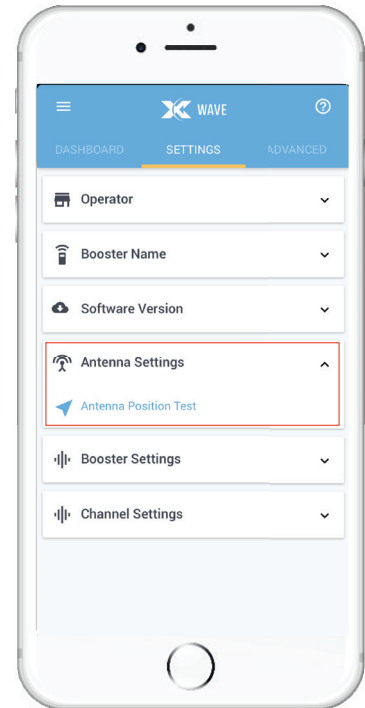 WAVE
DASHBOARD SETTINGS ADVANCED
Operator
Booster Name
Software Version
Antenna Settings
Antenna Position Test
Booster Settings
Channel Settings